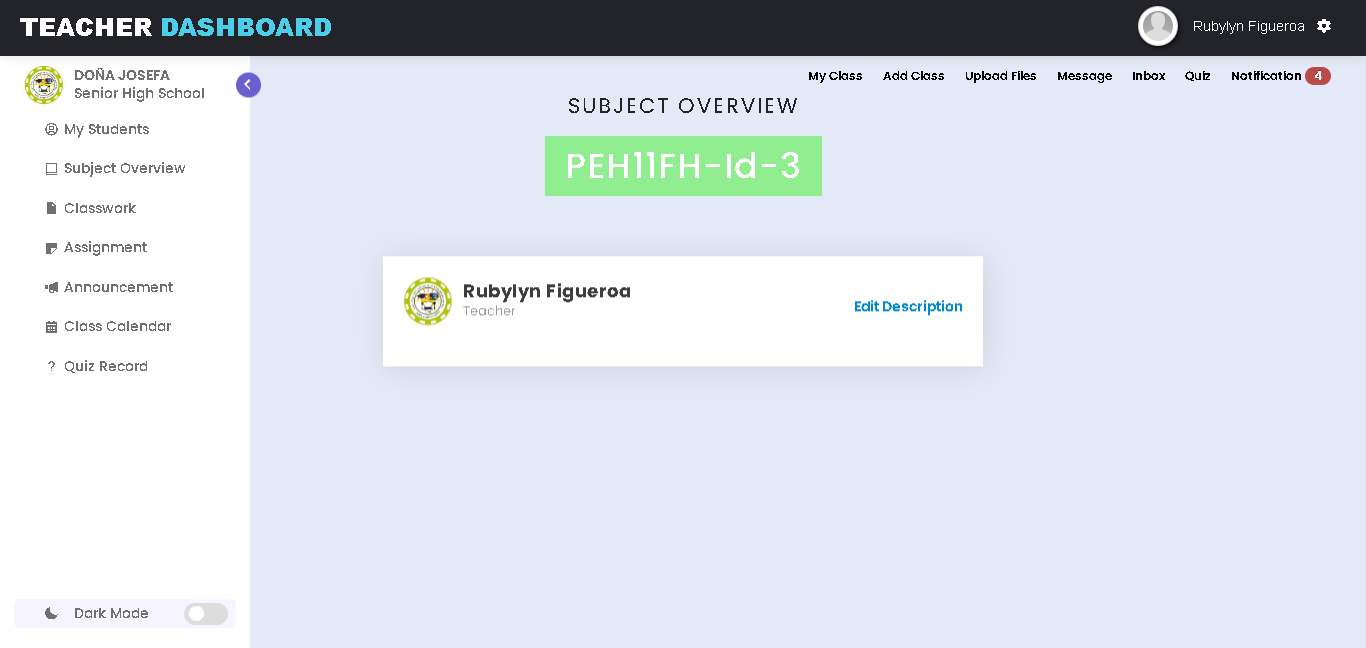 TEACHER DASHBOARD
Rubylyn Figueroa
DOÑA JOSEFA
Senior High School
My Students
Subject Overview
Classwork
Assignment
Announcement
Class Calendar
? Quiz Record
Dark Mode
My Class Add Class Upload Files Message Inbox Quiz Notification 4
SUBJECT OVERVIEW
PEH11FH-Id-3
Rubylyn Figueroa
Teacher
Edit Description